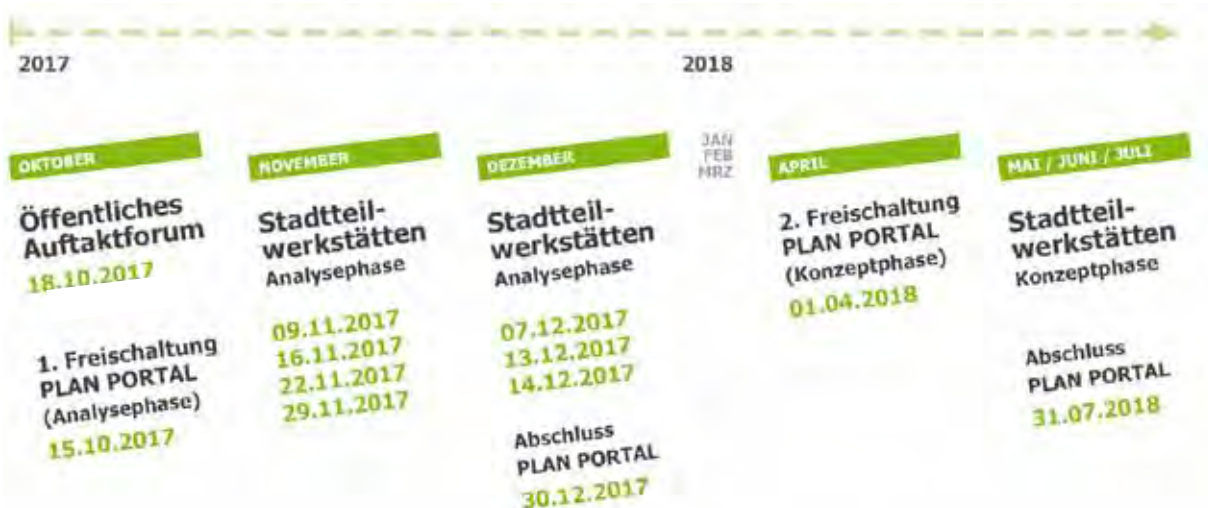 2017
2018
OKTOBER
Öffentliches
Auftaktforum
18.10.2017
1. Freischaltung
PLAN PORTAL
(Analysephase)
15.10.2017
NOVEMBER
Stadtteil-
werkstätten
Analysephase
09.11.2017
16.11.2017
22.11.2017
29.11.2017
DEZEMBER
Stadtteil-
werkstätten
Analysephase
07.12.2017
13.12.2017
14.12.2017
Abschluss
PLAN PORTAL
30.12.2017
JAN
FEB
MRZ
APRIL
2. Freischaltung
PLAN PORTAL
(Konzeptphase)
01.04.2018
MAI / JUNI / JULI
Stadtteil-
werkstätten
Konzeptphase
Abschluss
PLAN PORTAL
31.07.2018